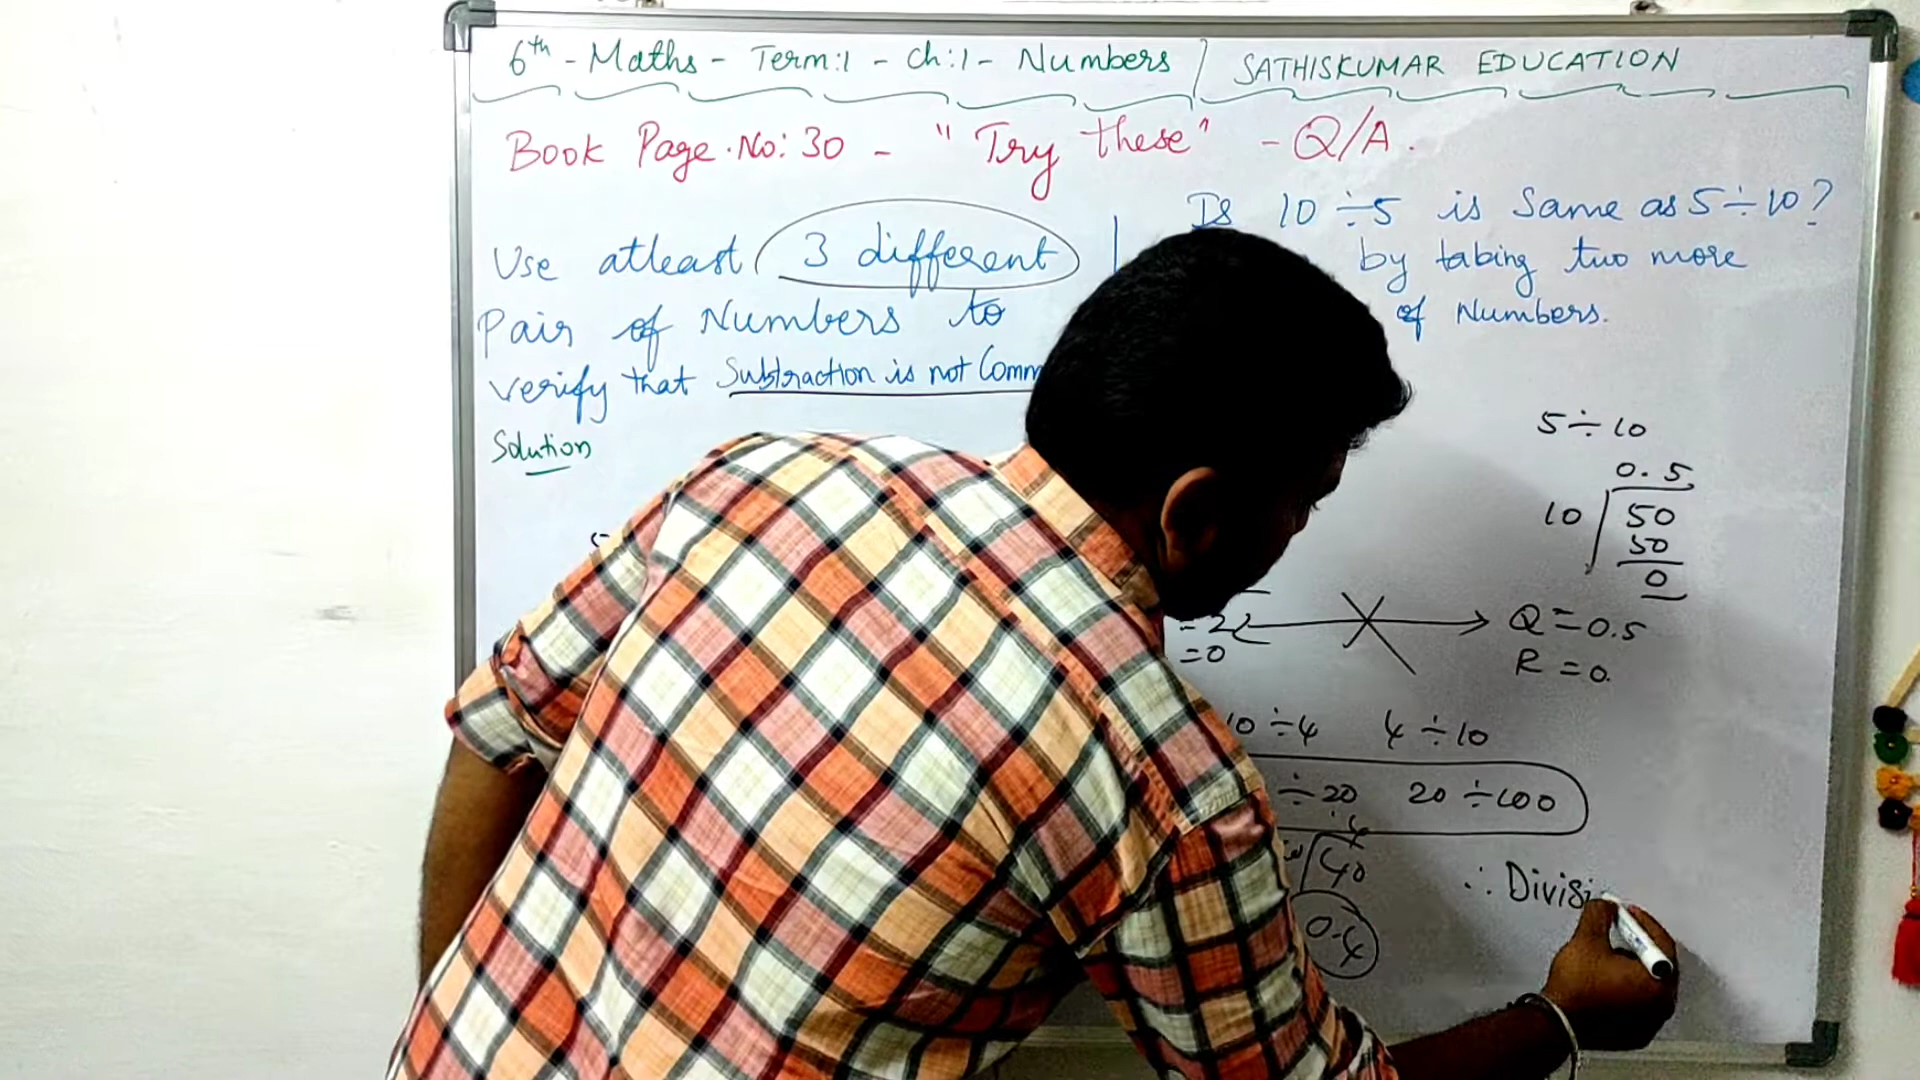 6th - Maths - Term:1 - Ch:1 - Numbers / SATHISKUMAR EDUCATION
Book Page.No: 30 - "Try these" - Q/A.
Use atleast 3 different
Pair of Numbers to
verify that Subtraction is not Comm
Solution
Is 10 ÷ 5 is Same as 5 ÷ 10?
by taking two more
of Numbers.
5 ÷ 10
0.5
10 50
50
0
= 2
= 0
Q = 0.5
R = 0.
10 ÷ 4 4 ÷ 10
÷ 20 20 ÷ 100
40
0.4
∴ Divisi